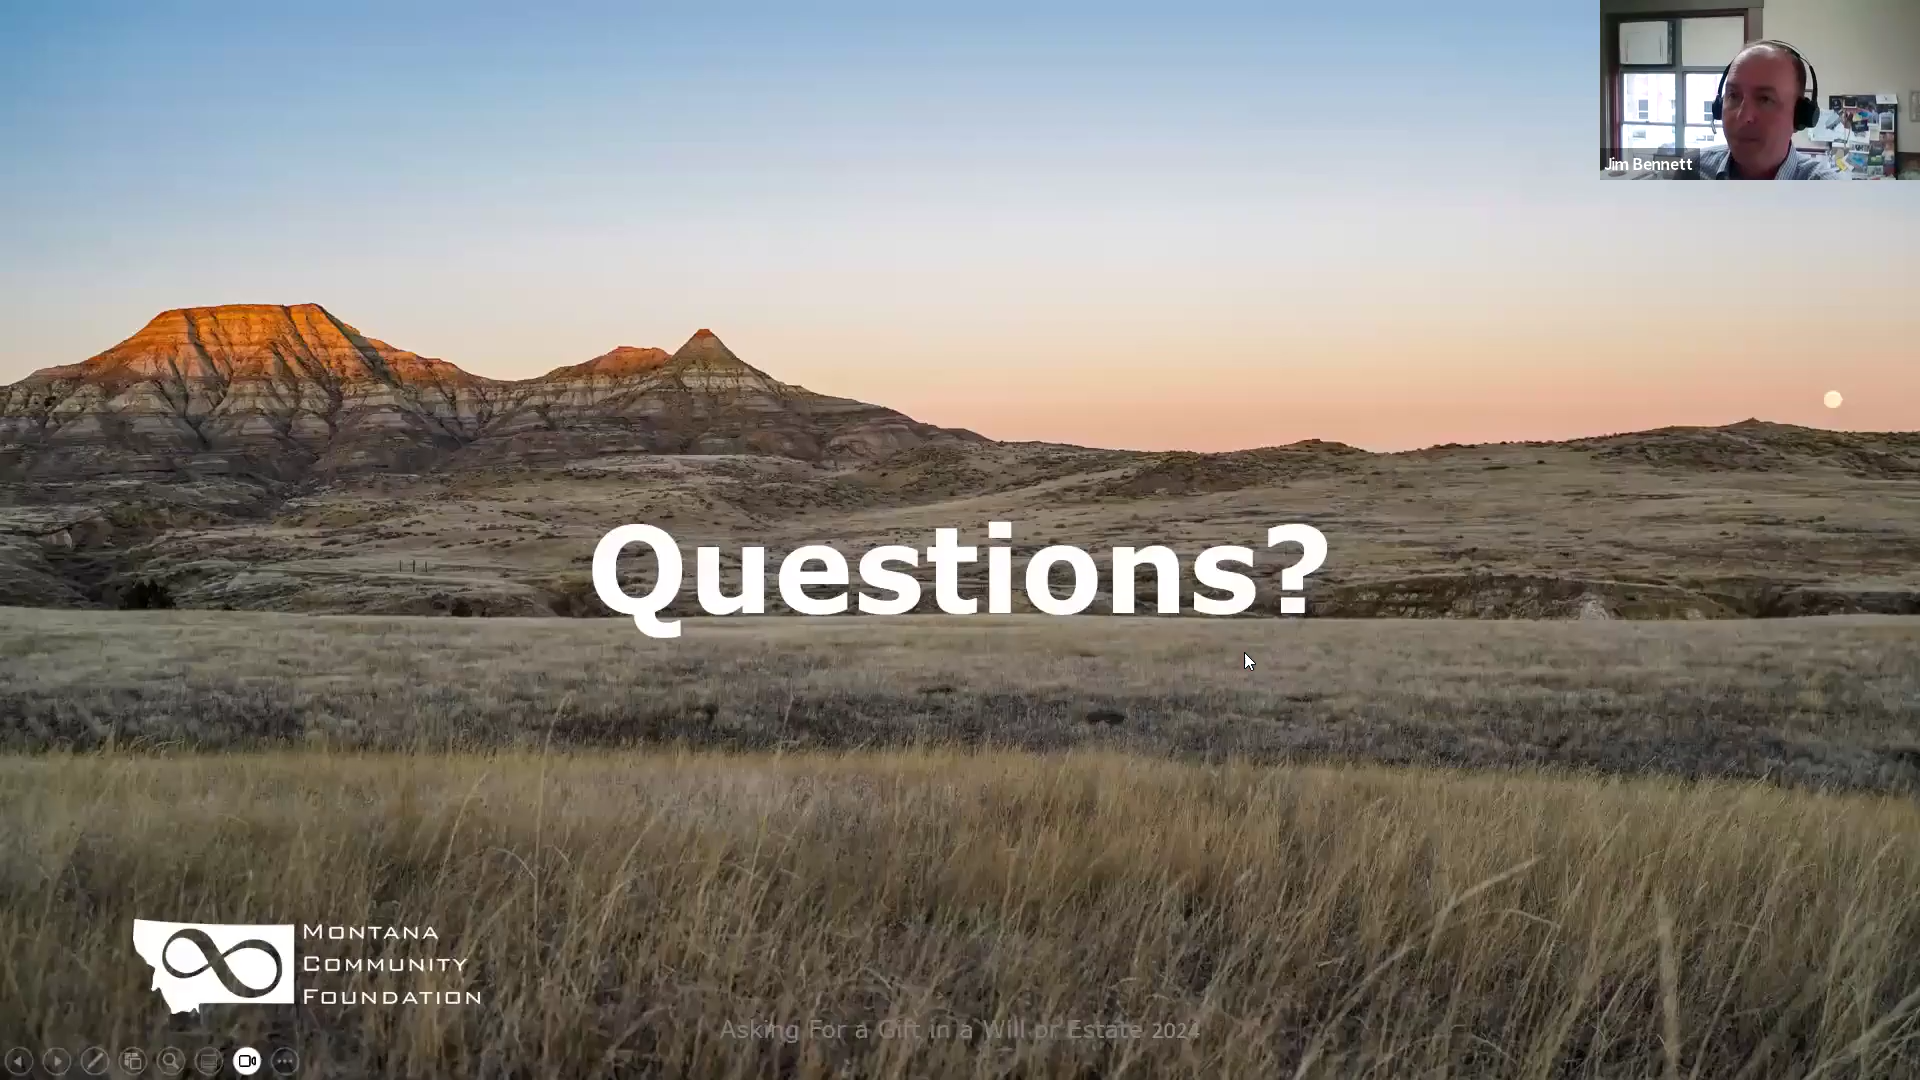 Jim Bennett
Questions?
MONTANA
COMMUNITY
FOUNDATION
Asking For a Gift in a Will or Estate 2024